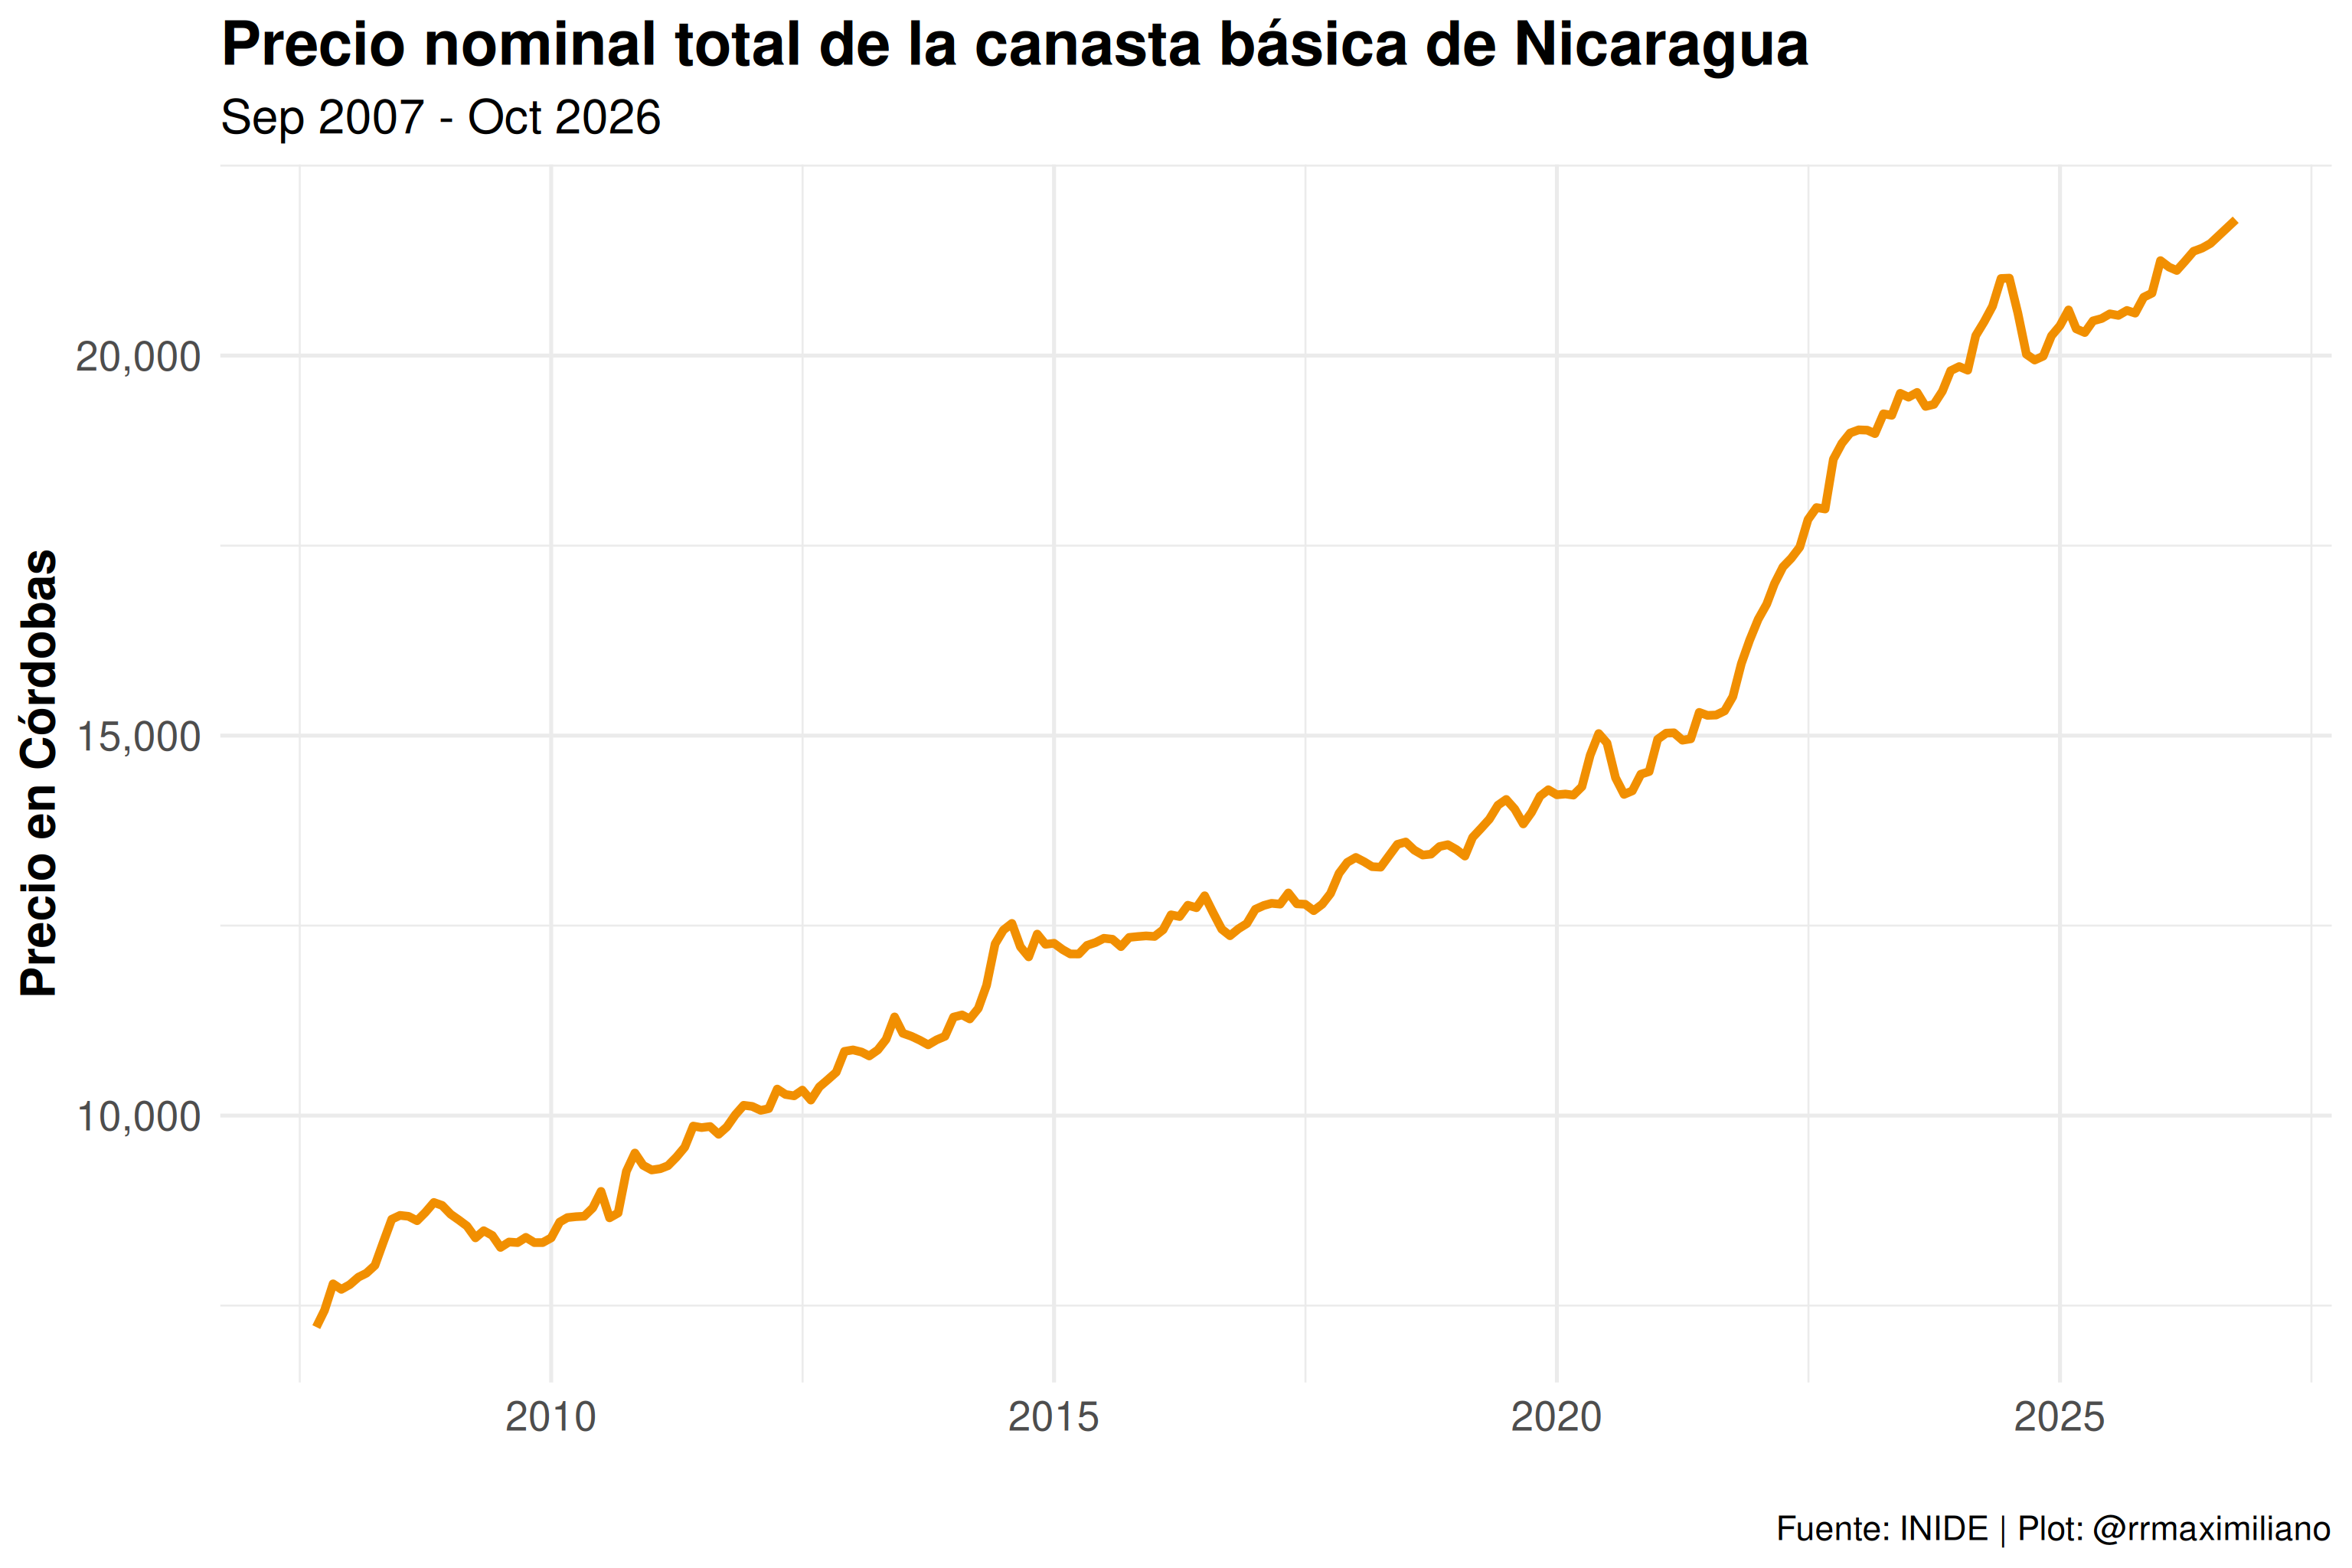 Precio nominal total de la canasta básica de Nicaragua
Sep 2007 - Oct 2026
Precio en Córdobas
20,000
15,000
10,000
2010 2015 2020 2025
Fuente: INIDE | Plot: @rrmaximiliano